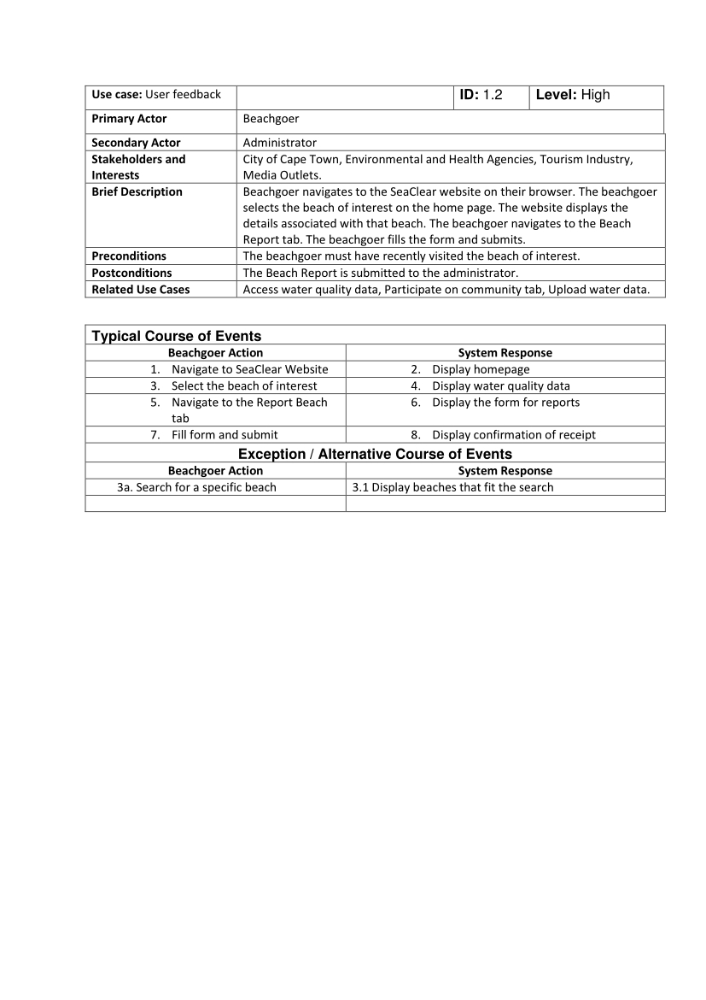 Use case: User feedback ID: 1.2 Level: High
Primary Actor Beachgoer
Secondary Actor Administrator
Stakeholders and Interests City of Cape Town, Environmental and Health Agencies, Tourism Industry,
Media Outlets.
Brief Description Beachgoer navigates to the SeaClear website on their browser. The beachgoer
selects the beach of interest on the home page. The website displays the
details associated with that beach. The beachgoer navigates to the Beach
Report tab. The beachgoer fills the form and submits.
Preconditions The beachgoer must have recently visited the beach of interest.
Postconditions The Beach Report is submitted to the administrator.
Related Use Cases Access water quality data, Participate on community tab, Upload water data.
Typical Course of Events
Beachgoer Action System Response
1. Navigate to SeaClear Website 2. Display homepage
3. Select the beach of interest 4. Display water quality data
5. Navigate to the Report Beach
tab 6. Display the form for reports
7. Fill form and submit 8. Display confirmation of receipt
Exception / Alternative Course of Events
Beachgoer Action System Response
3a. Search for a specific beach 3.1 Display beaches that fit the search